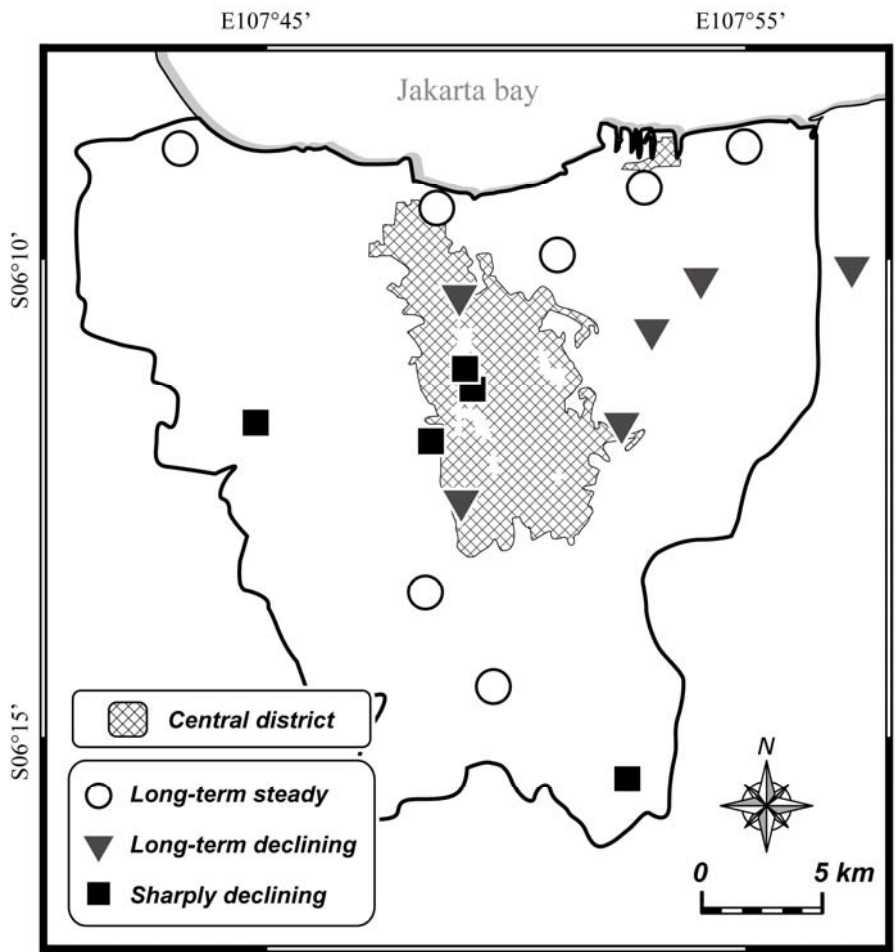 E107°45’ E107°55’
Jakarta bay
S06°10’
S06°15’
Central district
Long-term steady
Long-term declining
Sharply declining
N
0 5 km